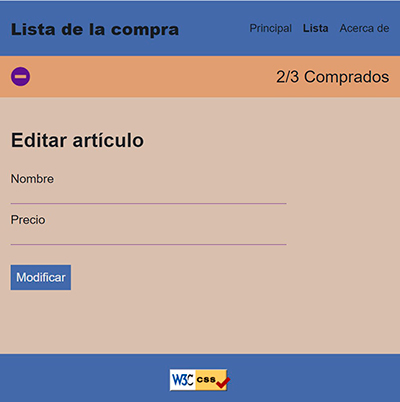 Lista de la compra
Principal Lista Acerca de
2/3 Comprados
Editar artículo
Nombre
Precio
Modificar
W3C css